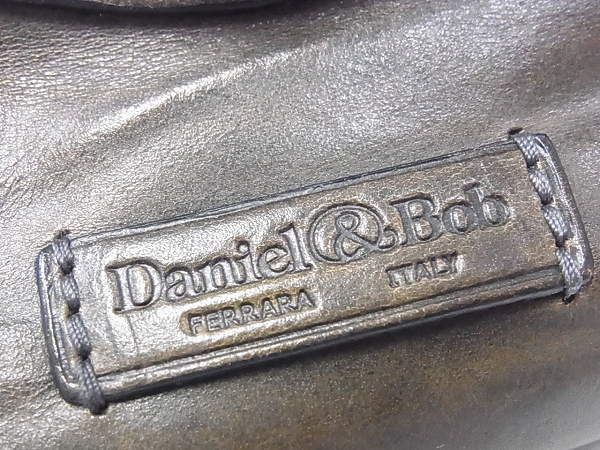 Daniel & Bob
FERRARA ITALY